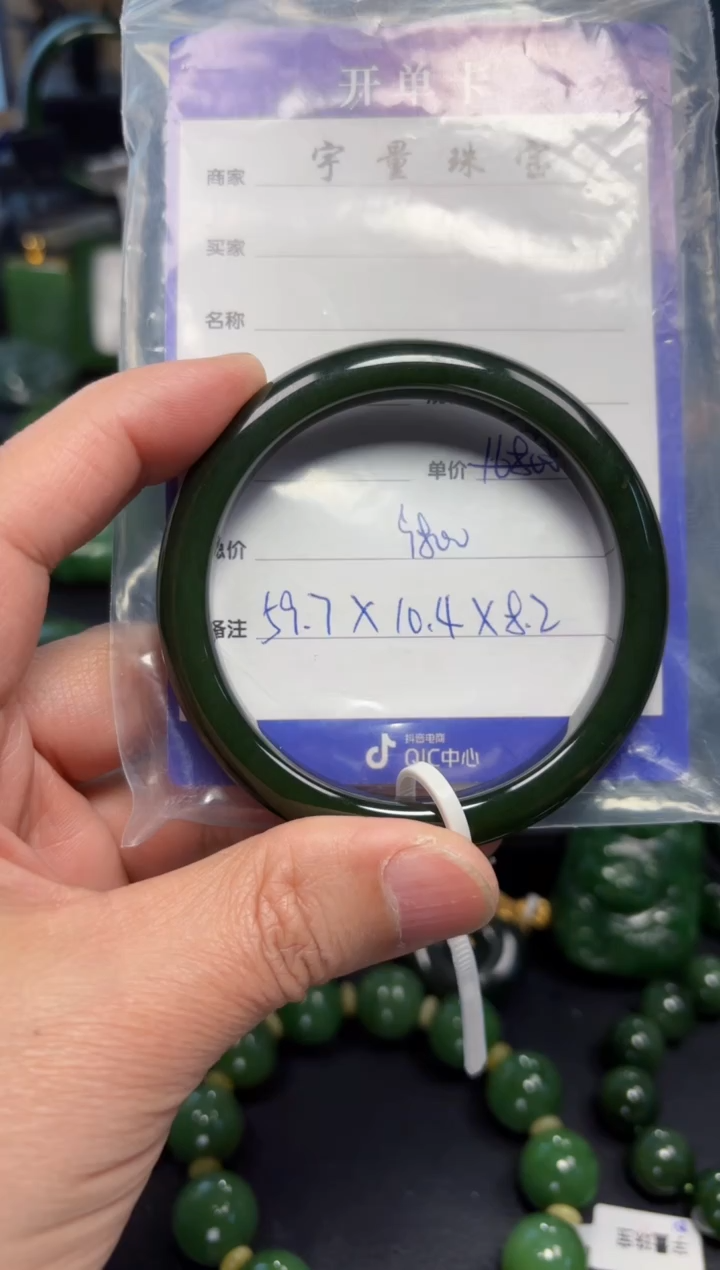 开单卡
商家 宇量珠宝
买家
名称
单价 16800
价 9800
备注 59.7 X 10.4 X 8.2
抖音电商
QIC中心